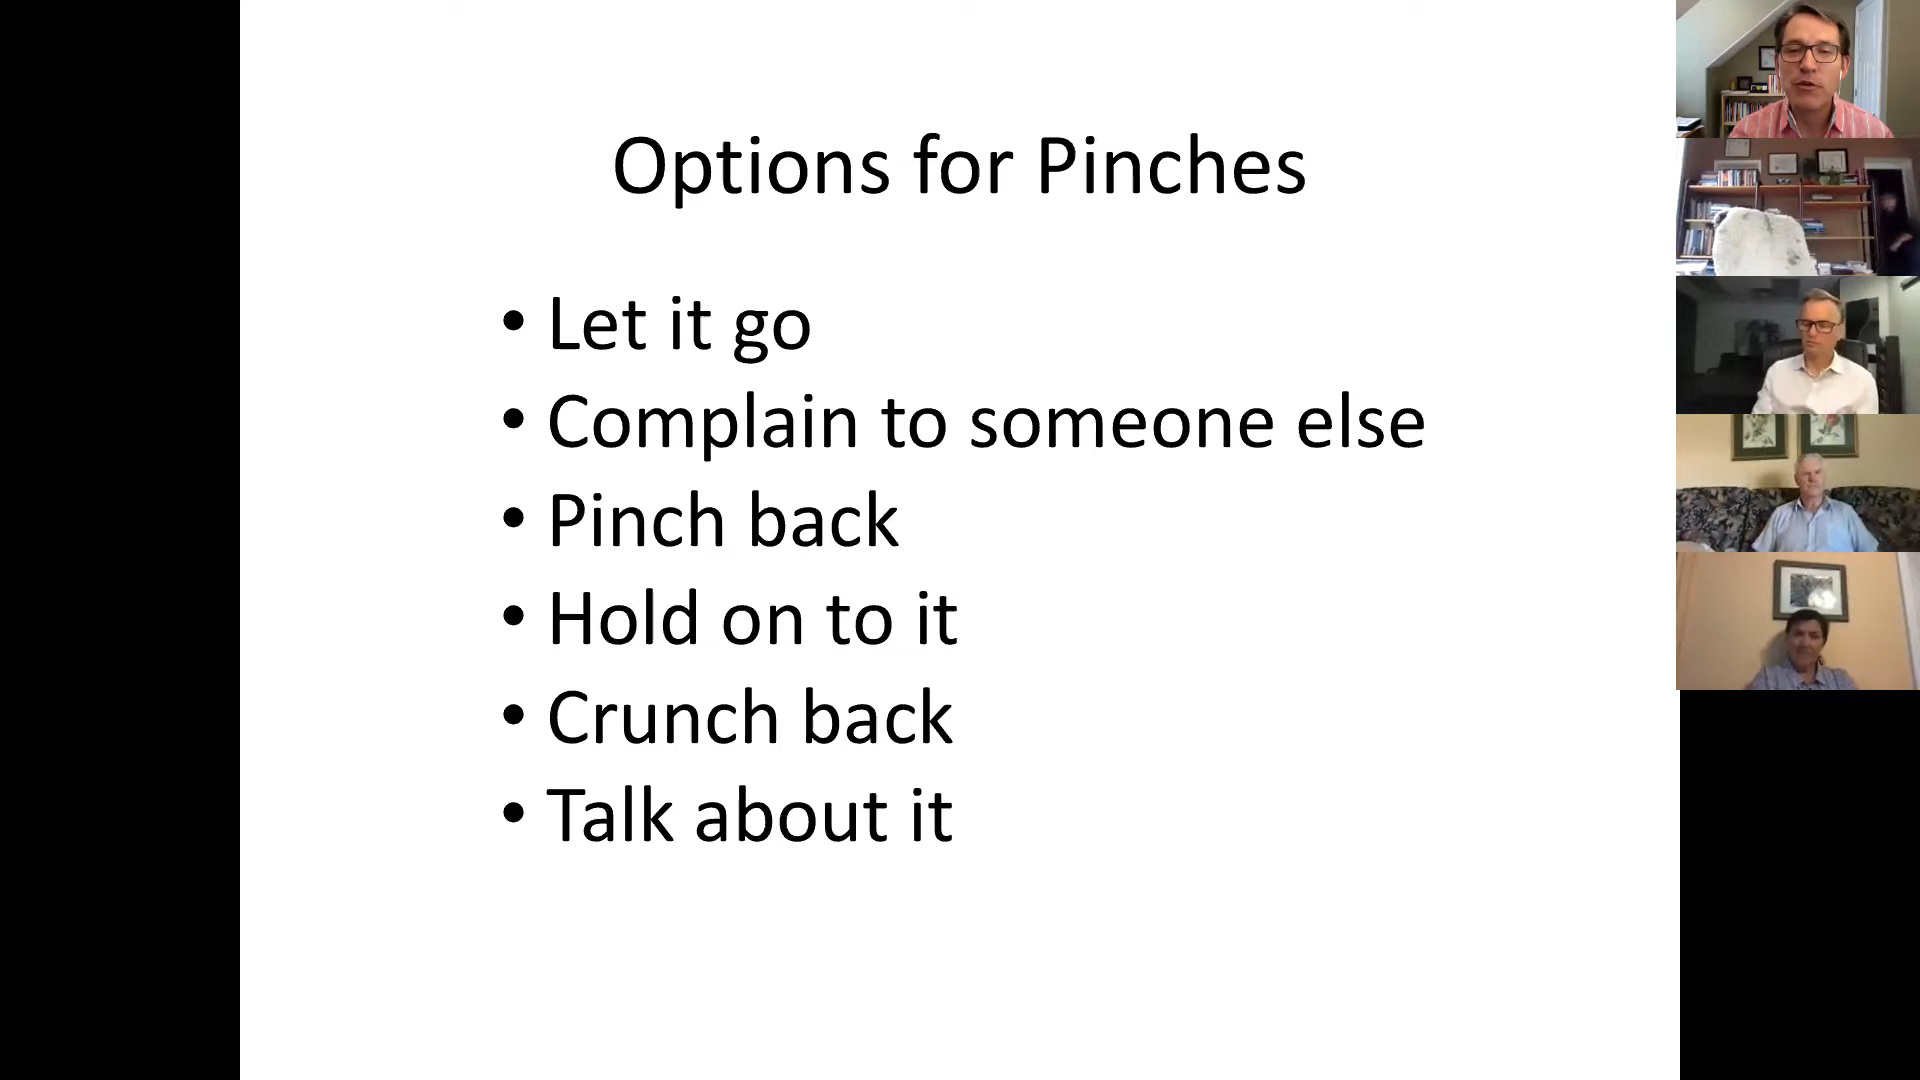 Options for Pinches
• Let it go
• Complain to someone else
• Pinch back
• Hold on to it
• Crunch back
• Talk about it